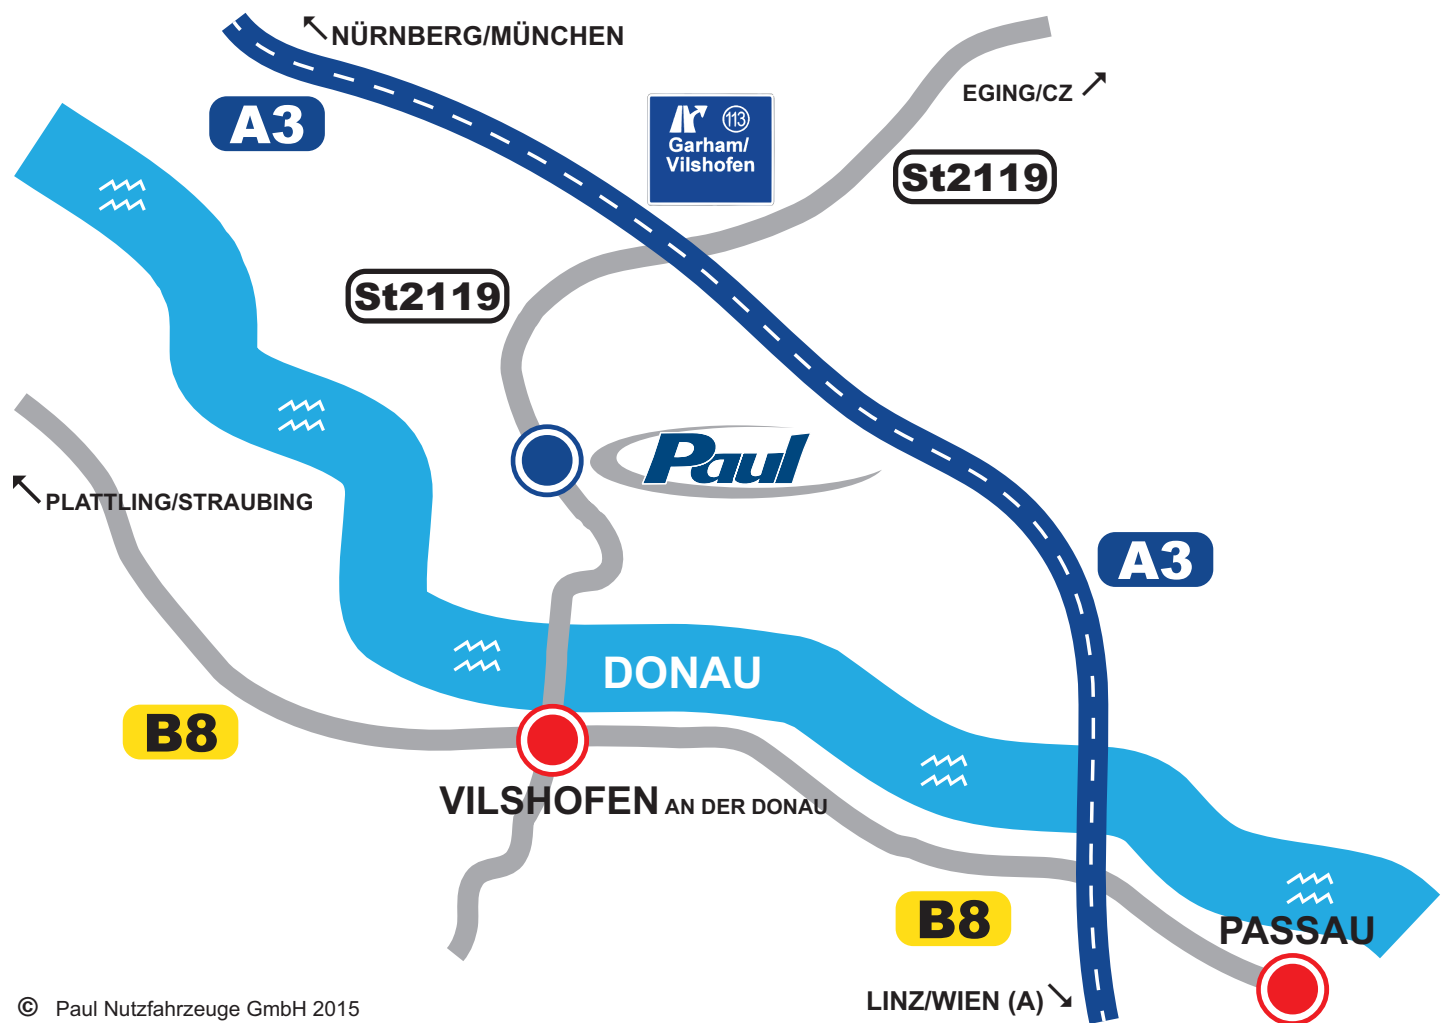 NÜRNBERG/MÜNCHEN
EGING/CZ
A3
113
Garham/
Vilshofen
St2119
St2119
Paul
PLATTLING/STRAUBING
A3
DONAU
B8
VILSHOFEN AN DER DONAU
B8
PASSAU
LINZ/WIEN (A)
© Paul Nutzfahrzeuge GmbH 2015